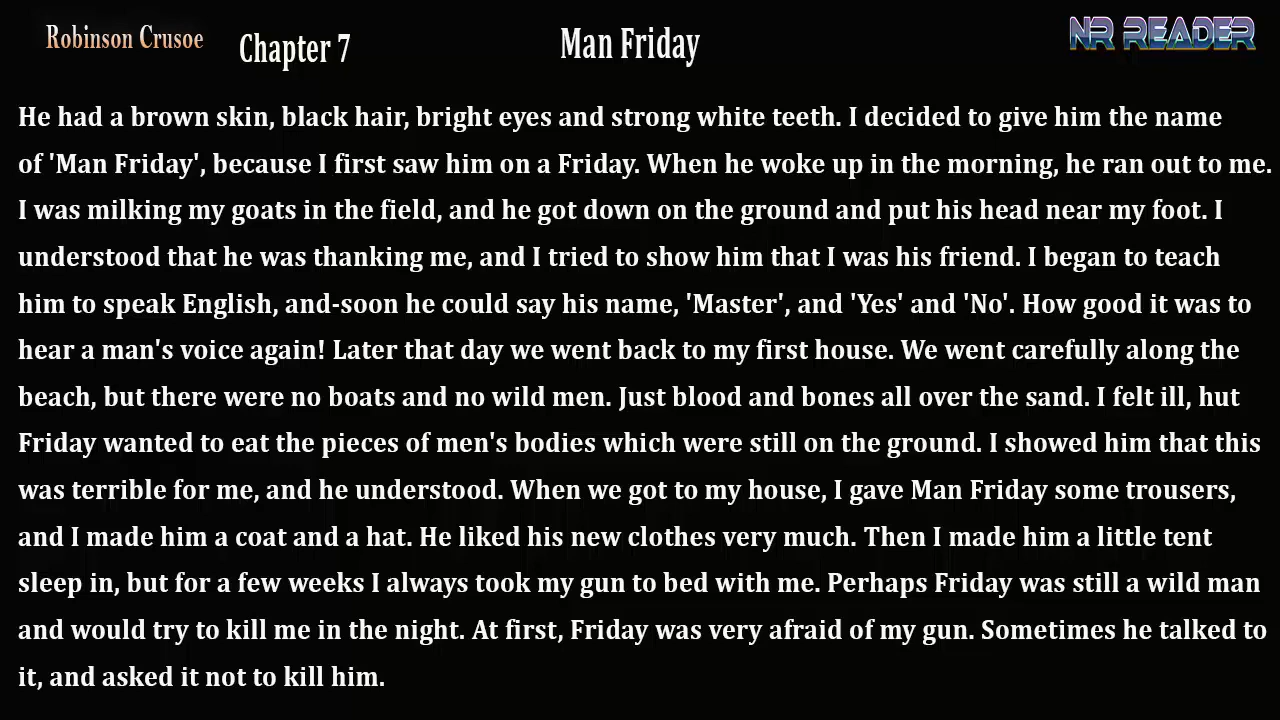 Robinson Crusoe
Chapter 7
Man Friday
NR READER
He had a brown skin, black hair, bright eyes and strong white teeth. I decided to give him the name
of 'Man Friday', because I first saw him on a Friday. When he woke up in the morning, he ran out to me.
I was milking my goats in the field, and he got down on the ground and put his head near my foot. I
understood that he was thanking me, and I tried to show him that I was his friend. I began to teach
him to speak English, and-soon he could say his name, 'Master', and 'Yes' and 'No'. How good it was to
hear a man's voice again! Later that day we went back to my first house. We went carefully along the
beach, but there were no boats and no wild men. Just blood and bones all over the sand. I felt ill, hut
Friday wanted to eat the pieces of men's bodies which were still on the ground. I showed him that this
was terrible for me, and he understood. When we got to my house, I gave Man Friday some trousers,
and I made him a coat and a hat. He liked his new clothes very much. Then I made him a little tent
sleep in, but for a few weeks I always took my gun to bed with me. Perhaps Friday was still a wild man
and would try to kill me in the night. At first, Friday was very afraid of my gun. Sometimes he talked to
it, and asked it not to kill him.